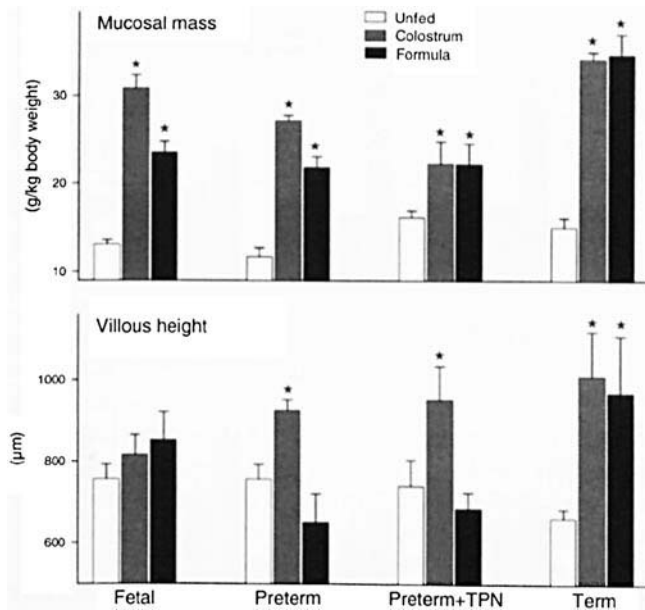 Mucosal mass
Unfed
Colostrum
Formula
(g/kg body weight)
30
20
10
★ ★ ★ ★ ★ ★ ★ ★
Villous height
(µm)
1000
800
600
★ ★ ★ ★
Fetal Preterm Preterm+TPN Term